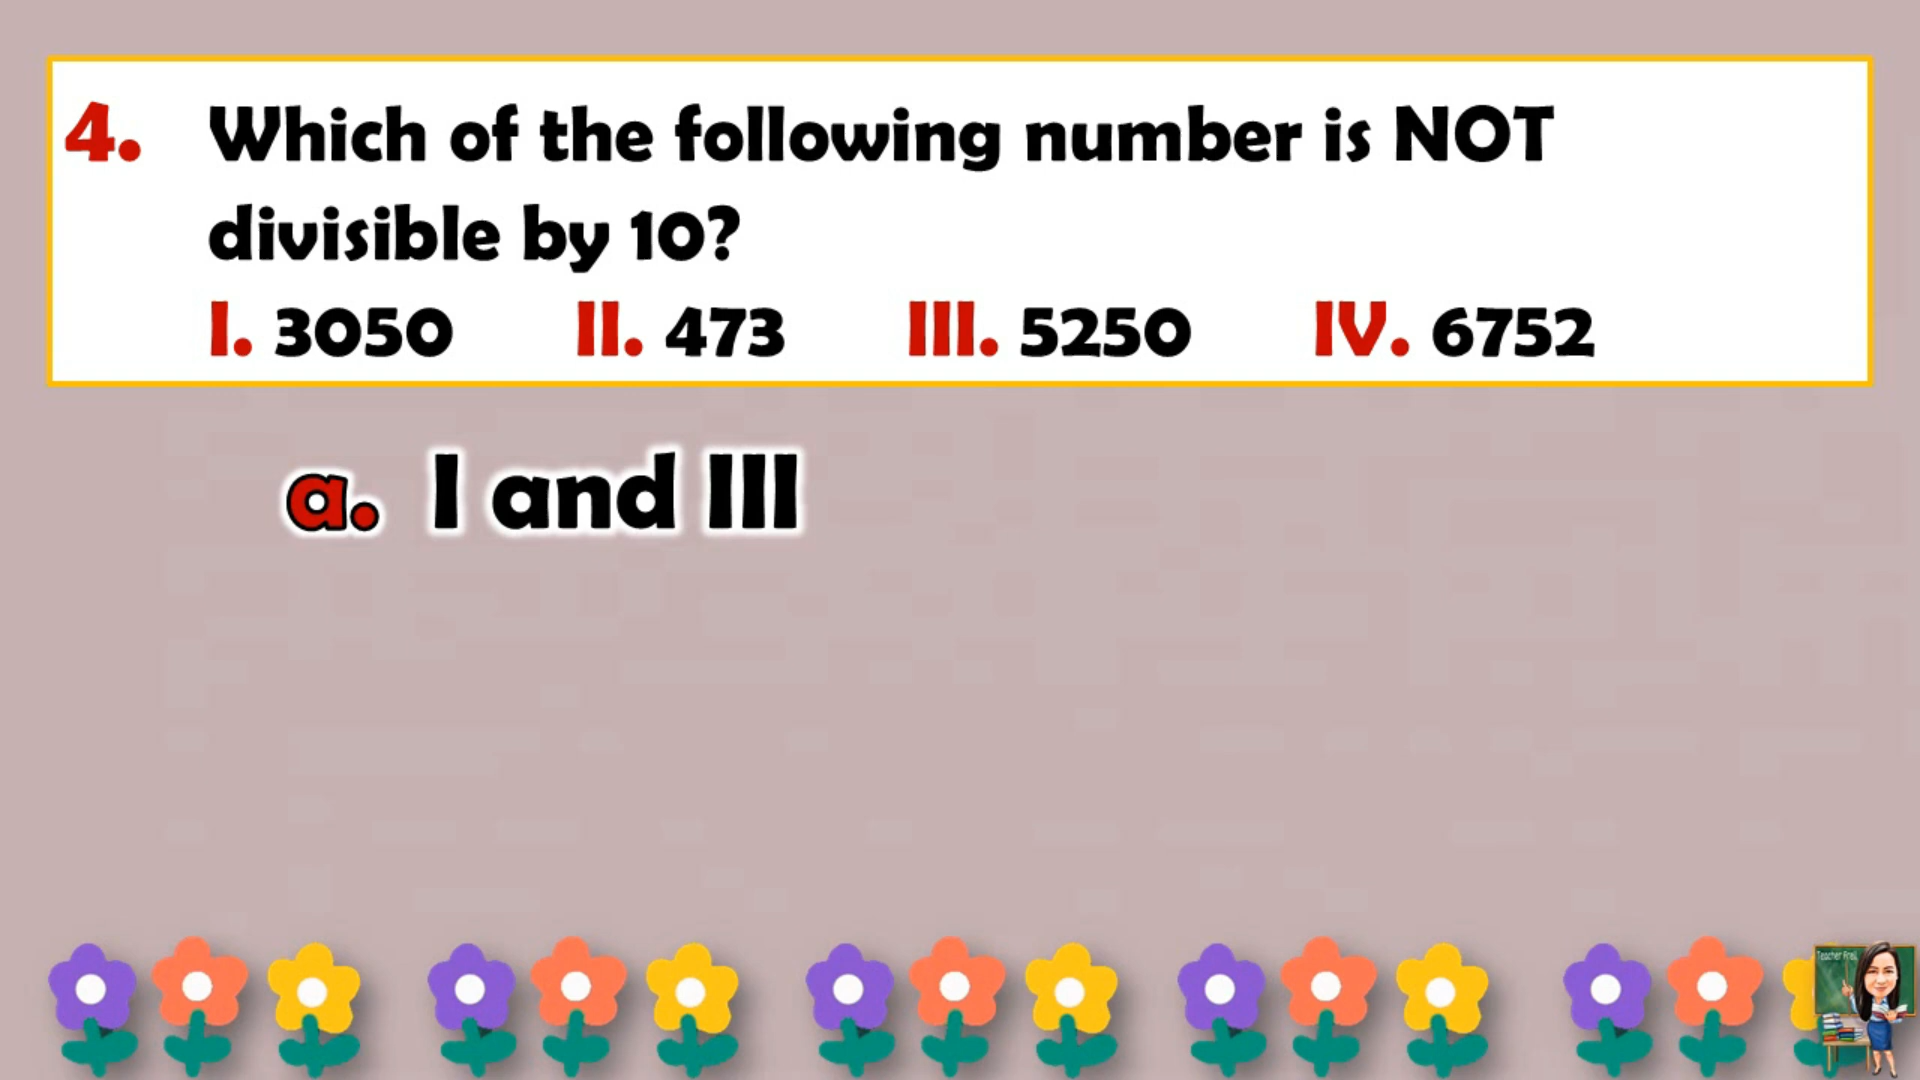 4. Which of the following number is NOT
divisible by 10?
I. 3050 II. 473 III. 5250 IV. 6752
a. I and III